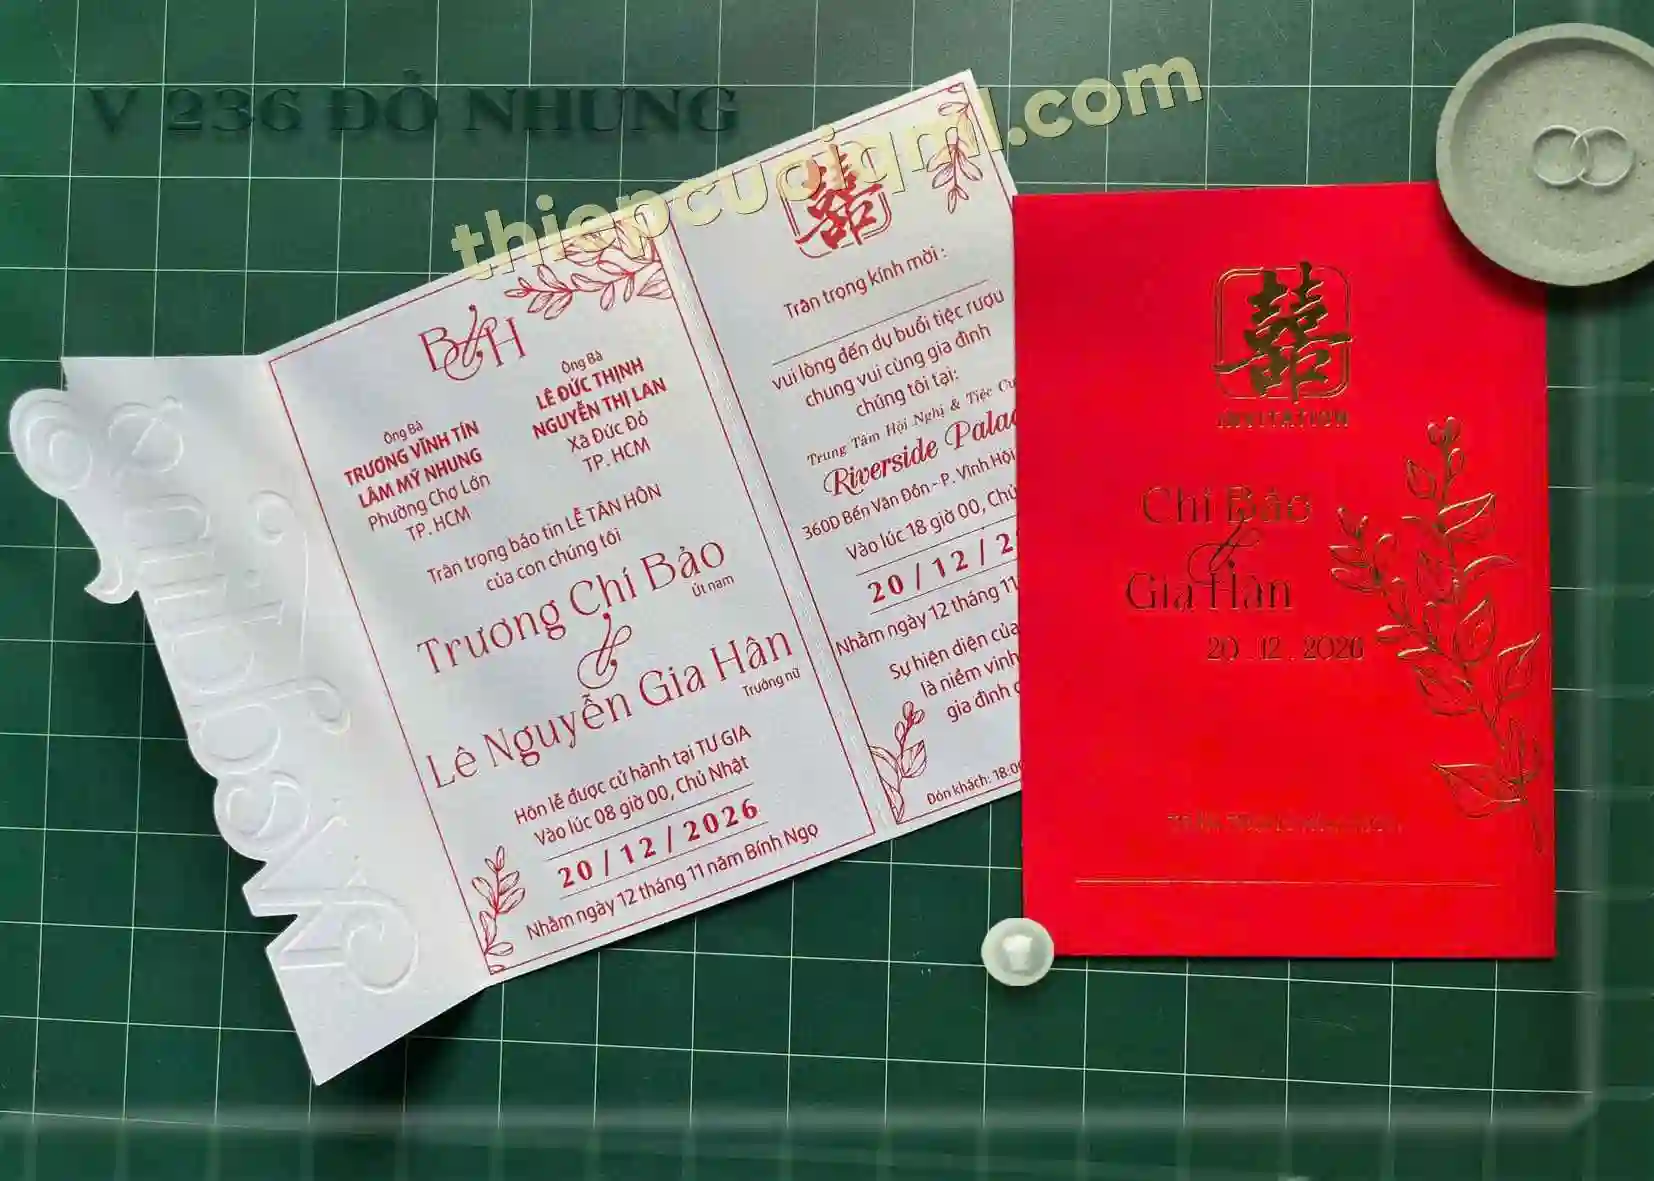 V 236 ĐỎ NHUNG
thiepcuoiqml.com
B&H
Ông Bà
TRƯƠNG VĨNH TÍN
LÂM MỸ NHUNG
Phường Chợ Lớn
TP. HCM
Ông Bà
LÊ ĐỨC THỊNH
NGUYỄN THỊ LAN
Xã Đức Đỏ
TP. HCM
Trân trọng báo tin LỄ TÂN HÔN
của con chúng tôi
Trương Chí Bảo
Út nam
&
Lê Nguyễn Gia Hân
Trưởng nữ
Hôn lễ được cử hành tại TƯ GIA
Vào lúc 08 giờ 00, Chủ Nhật
20 / 12 / 2026
Nhằm ngày 12 tháng 11 năm Bính Ngọ
囍
Trân trọng kính mời :
vui lòng đến dự buổi tiệc rượu
chung vui cùng gia đình
chúng tôi tại:
Trung Tâm Hội Nghị & Tiệc
Riverside
360D Bến Vân Đồn - P. Vĩnh Hội
Vào lúc 18 giờ 00,
20 / 12 /
Nhằm ngày 12 tháng 11
Sự hiện diện của
là niềm vinh
gia đình
Đón khách: 18:00
囍
INVITATION
Chí Bảo
&
Gia Hân
20 . 12 . 2026